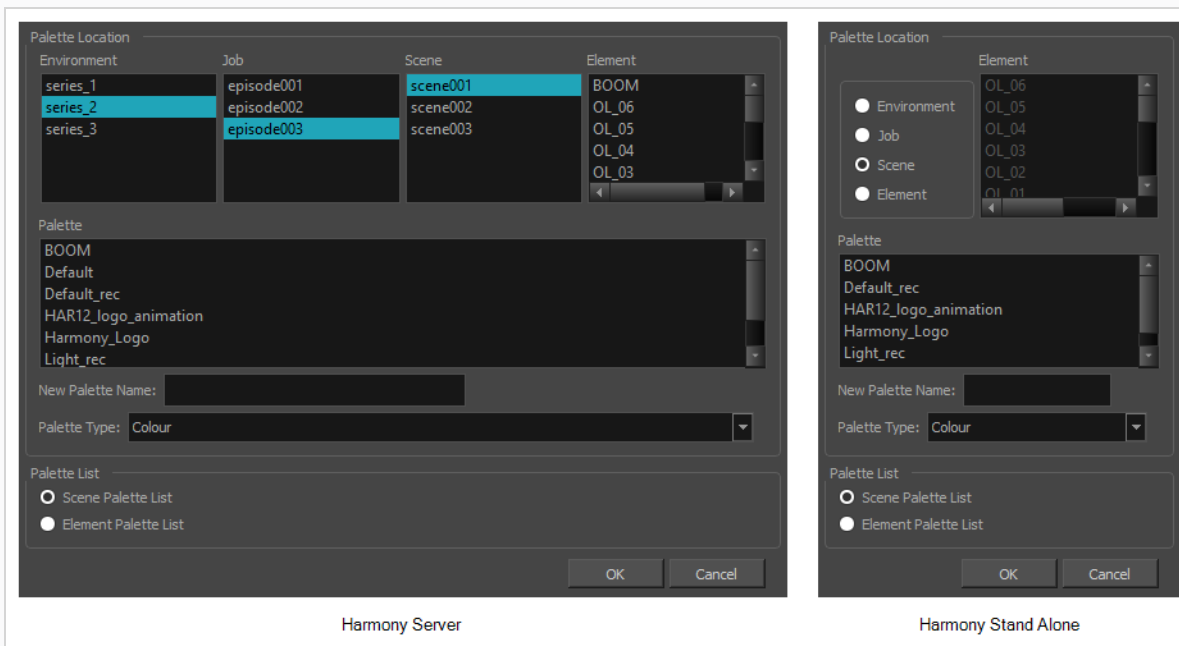 Palette Location
Environment
Job
Scene
Element
series_1
series_2
series_3
episode001
episode002
episode003
scene001
scene002
scene003
BOOM
OL_06
OL_05
OL_04
OL_03
Palette
BOOM
Default
Default_rec
HAR12_logo_animation
Harmony_Logo
Light_rec
New Palette Name:
Palette Type: Colour
Palette List
Scene Palette List
Element Palette List
OK
Cancel
Harmony Server
Palette Location
Element
Environment
Job
Scene
Element
OL_06
OL_05
OL_04
OL_03
OL_02
OL_01
Palette
BOOM
Default_rec
HAR12_logo_animation
Harmony_Logo
Light_rec
New Palette Name:
Palette Type: Colour
Palette List
Scene Palette List
Element Palette List
OK
Cancel
Harmony Stand Alone